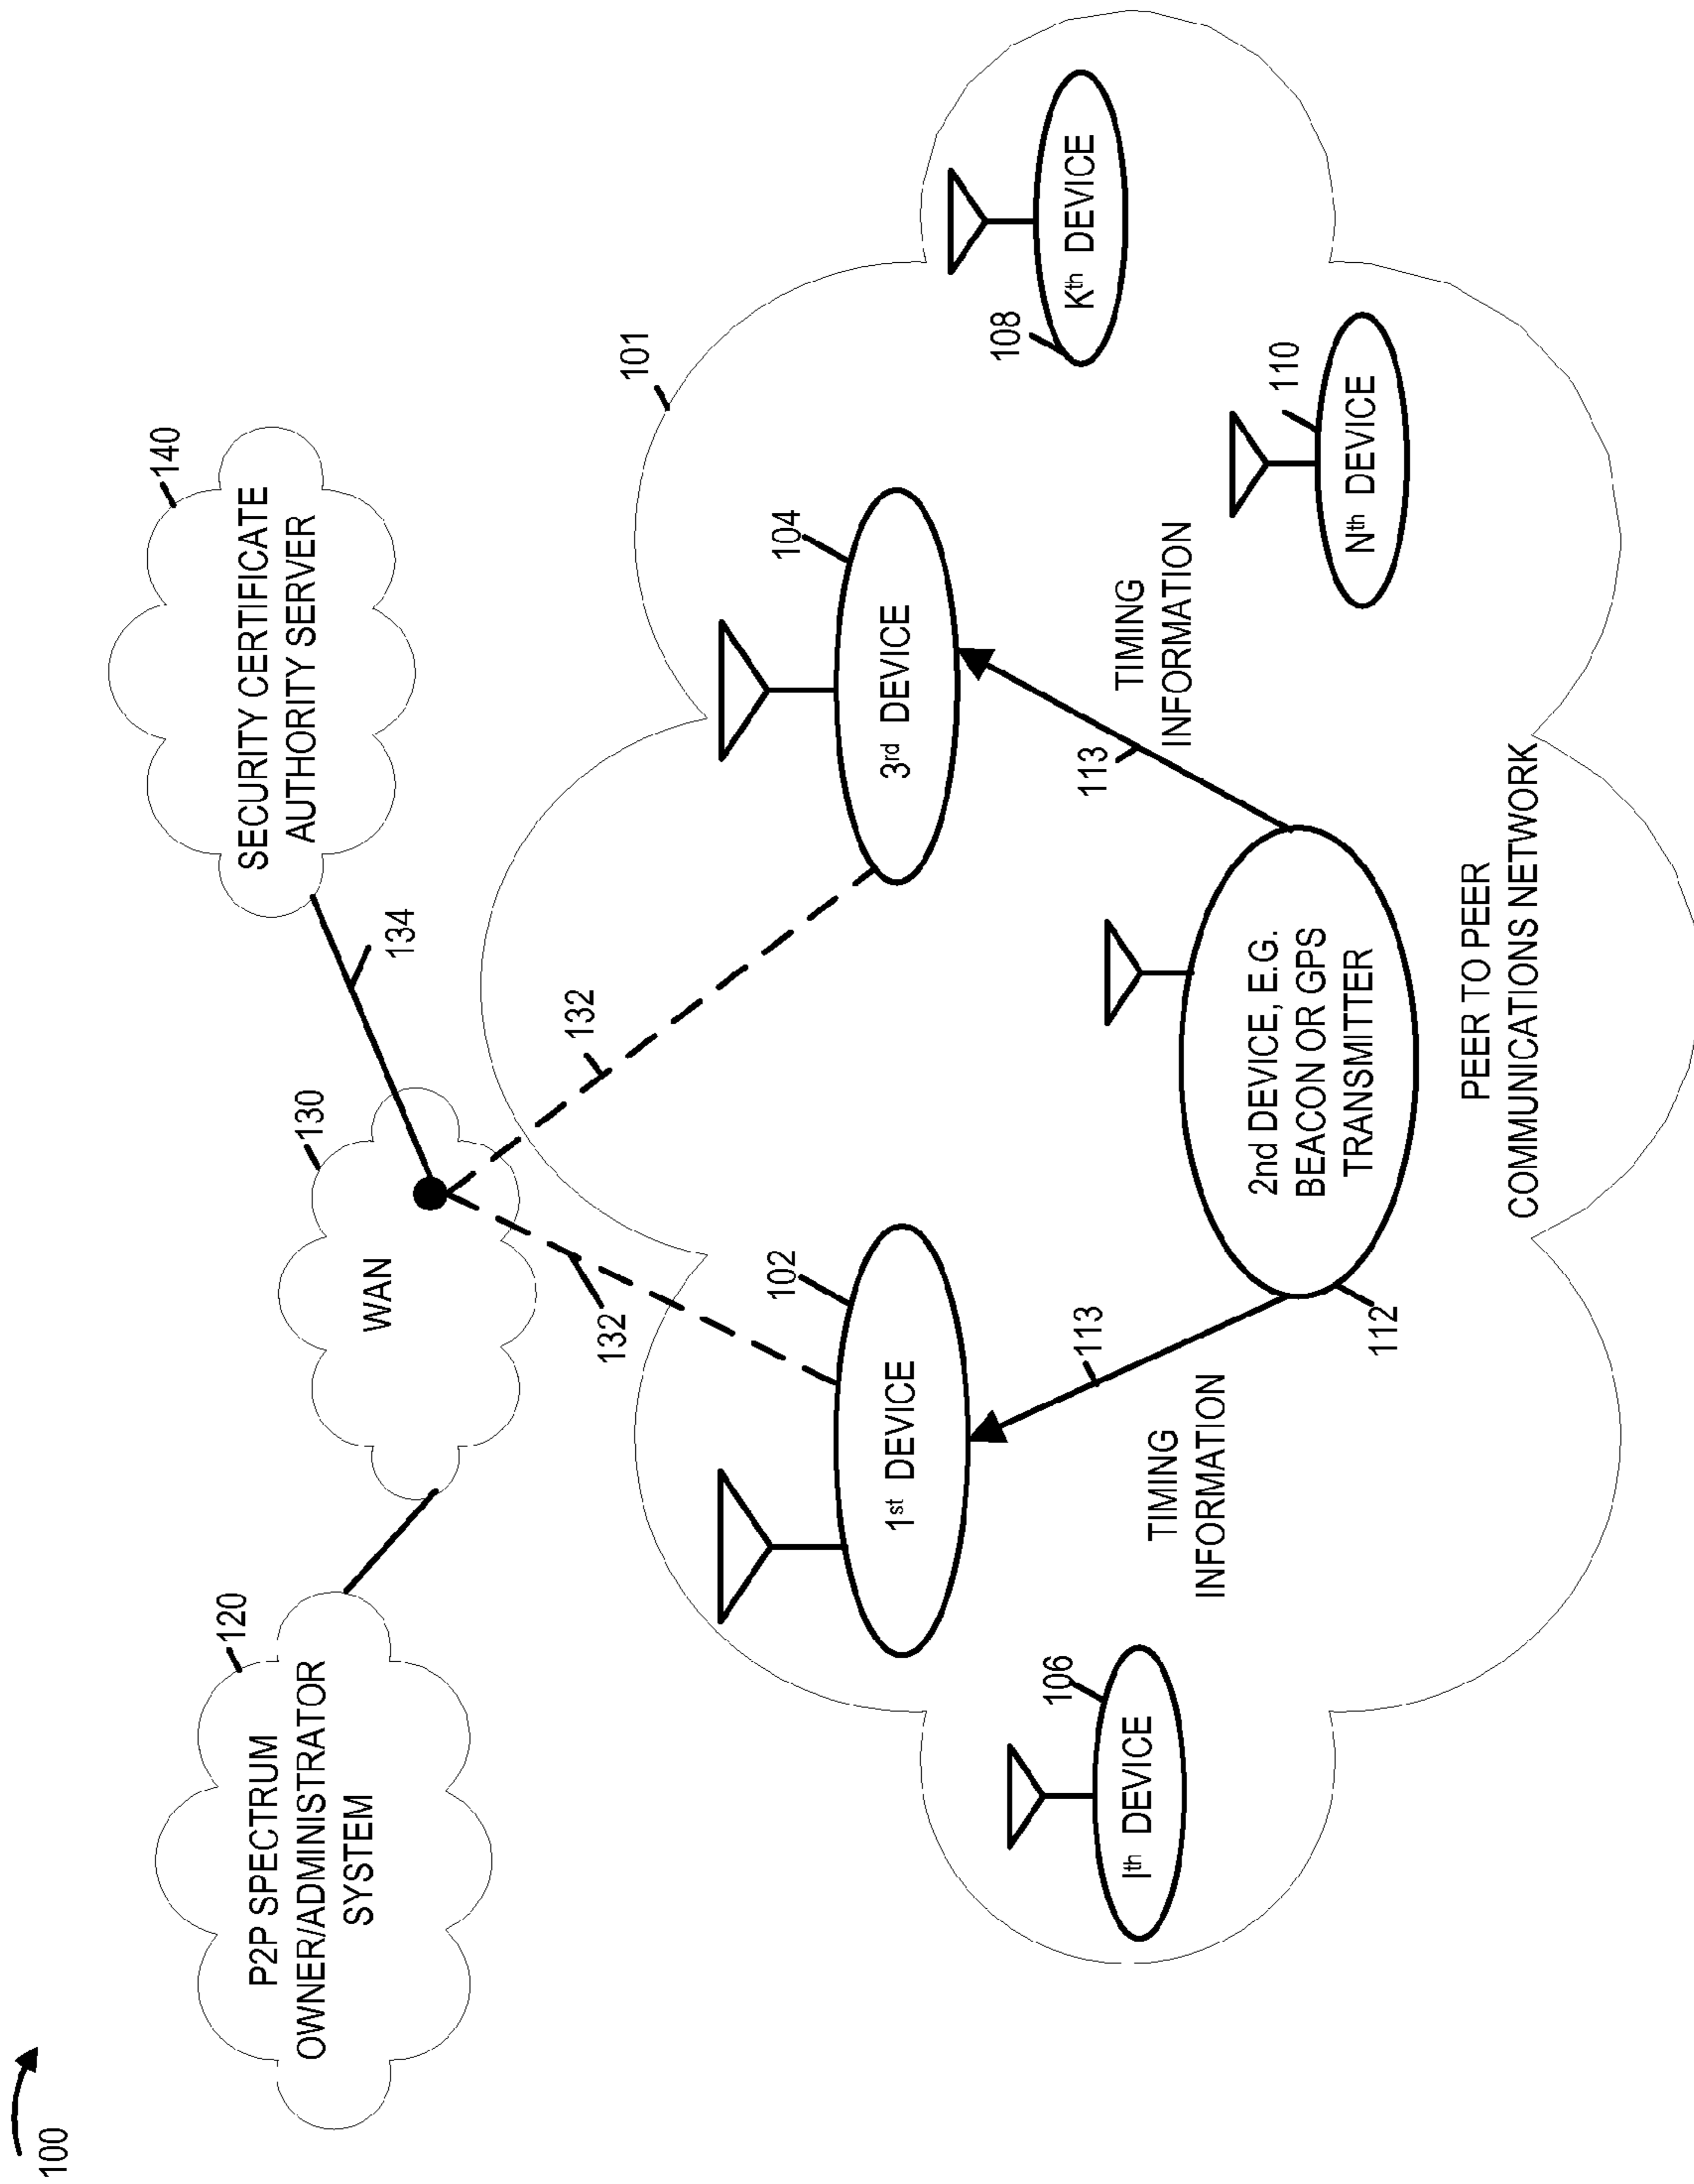 100
P2P SPECTRUM
OWNER/ADMINISTRATOR
SYSTEM
120
WAN
130
SECURITY CERTIFICATE
AUTHORITY SERVER
140
134
132
132
101
1st DEVICE
102
3rd DEVICE
104
Ith DEVICE
106
Kth DEVICE
108
Nth DEVICE
110
TIMING
INFORMATION
113
TIMING
INFORMATION
113
2nd DEVICE, E.G.
BEACON OR GPS
TRANSMITTER
112
PEER TO PEER
COMMUNICATIONS NETWORK